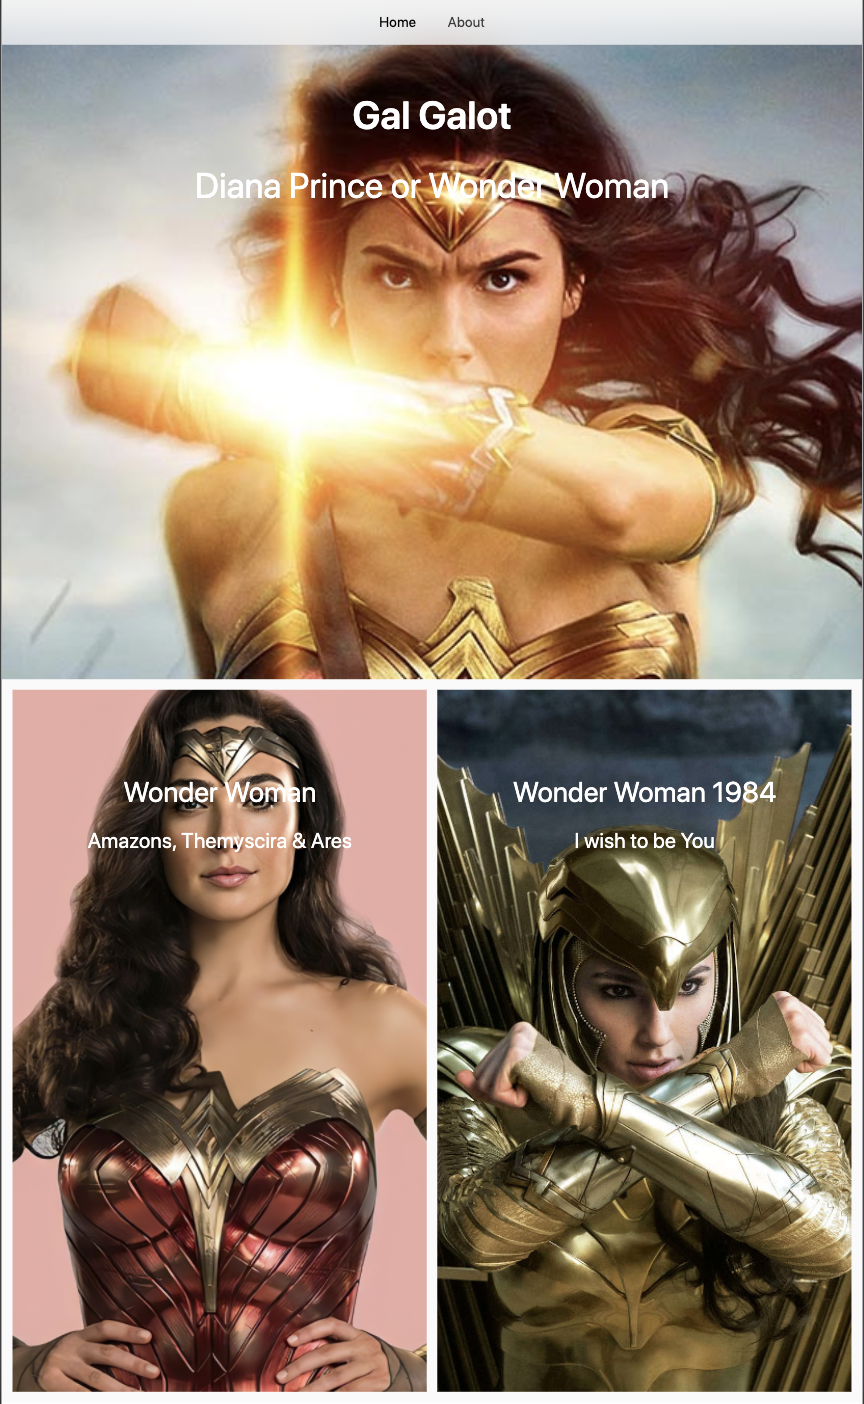 Home About
Gal Galot
Diana Prince or Wonder Woman
Wonder Woman
Amazons, Themyscira & Ares
Wonder Woman 1984
I wish to be You